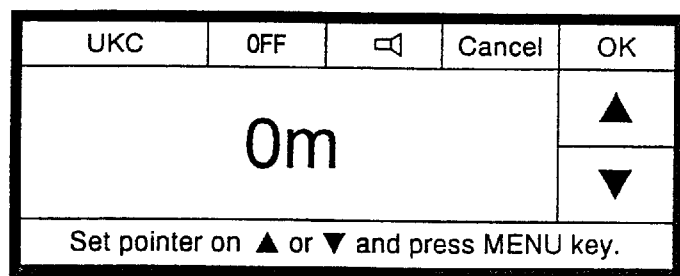 UKC OFF Cancel OK
0m
▲
▼
Set pointer on ▲ or ▼ and press MENU key.